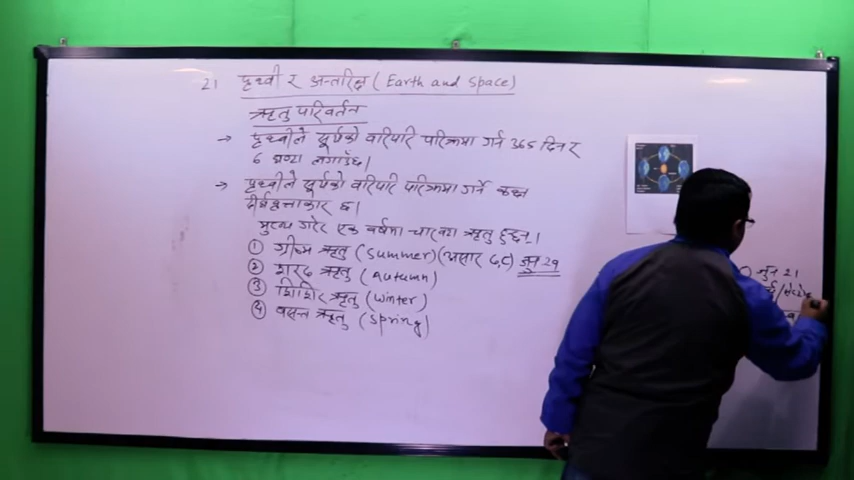 21 पृथ्वी र अन्तरिक्ष (Earth and Space)
ऋतु परिवर्तन
→ पृथ्वीले सूर्यको वरिपरि परिक्रमा गर्न 365 दिन र
6 घण्टा लगाउँछ।
→ पृथ्वीले सूर्यको वरिपरि परिक्रमा गर्ने कक्ष
दीर्घवृत्ताकार छ।
मुख्य गरेर एक वर्षमा चारवटा ऋतु हुन्छन्।
① ग्रीष्म ऋतु (Summer) (असार ७,८) जुन २१
② शरद ऋतु (Autumn)
③ शिशिर ऋतु (winter)
④ वसन्त ऋतु (Spring)
जुन 21